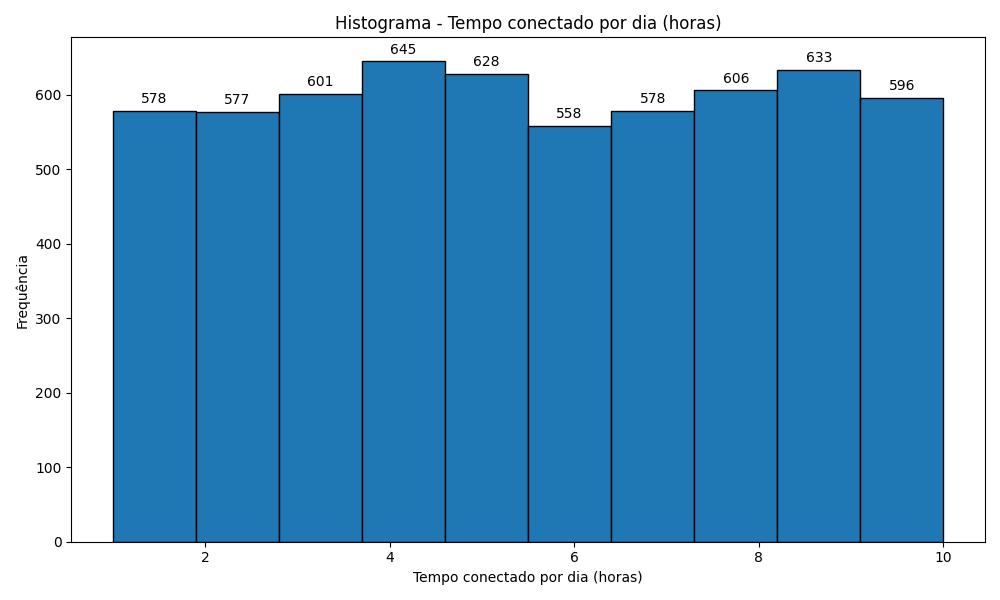 Histograma - Tempo conectado por dia (horas)
578 577 601 645 628 558 578 606 633 596
Frequência
600
500
400
300
200
100
0
2 4 6 8 10
Tempo conectado por dia (horas)